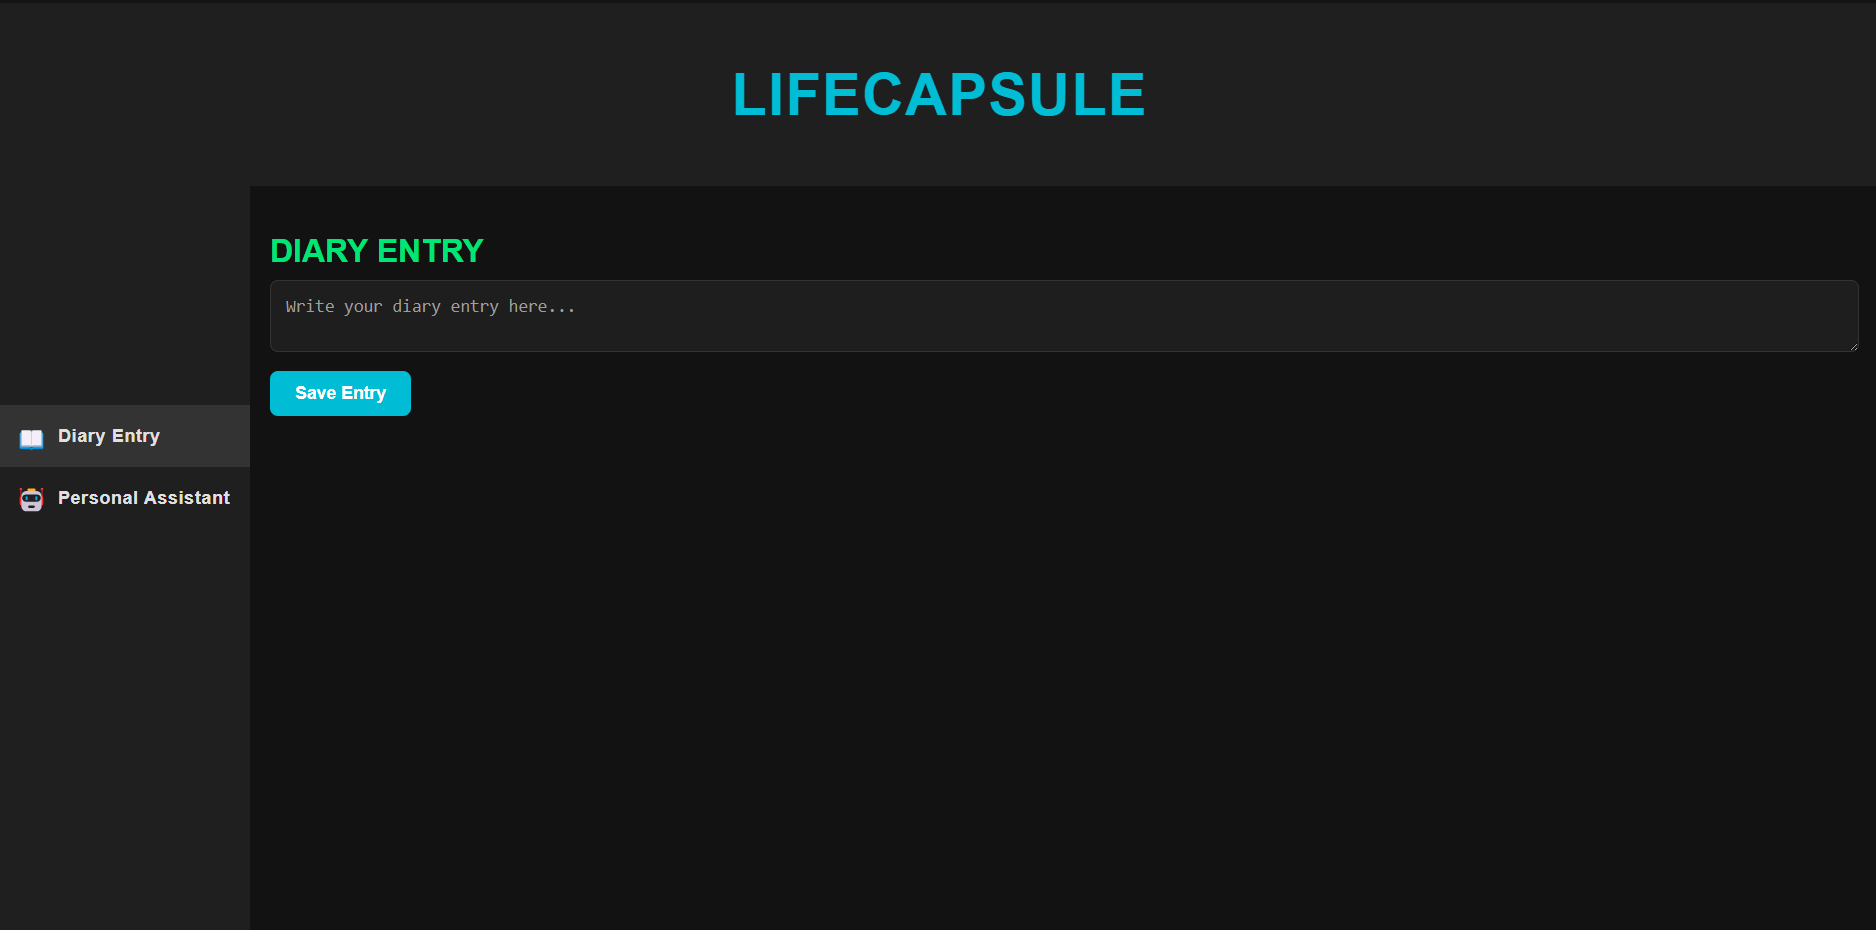 LIFECAPSULE
Diary Entry
Personal Assistant
DIARY ENTRY
Write your diary entry here...
Save Entry